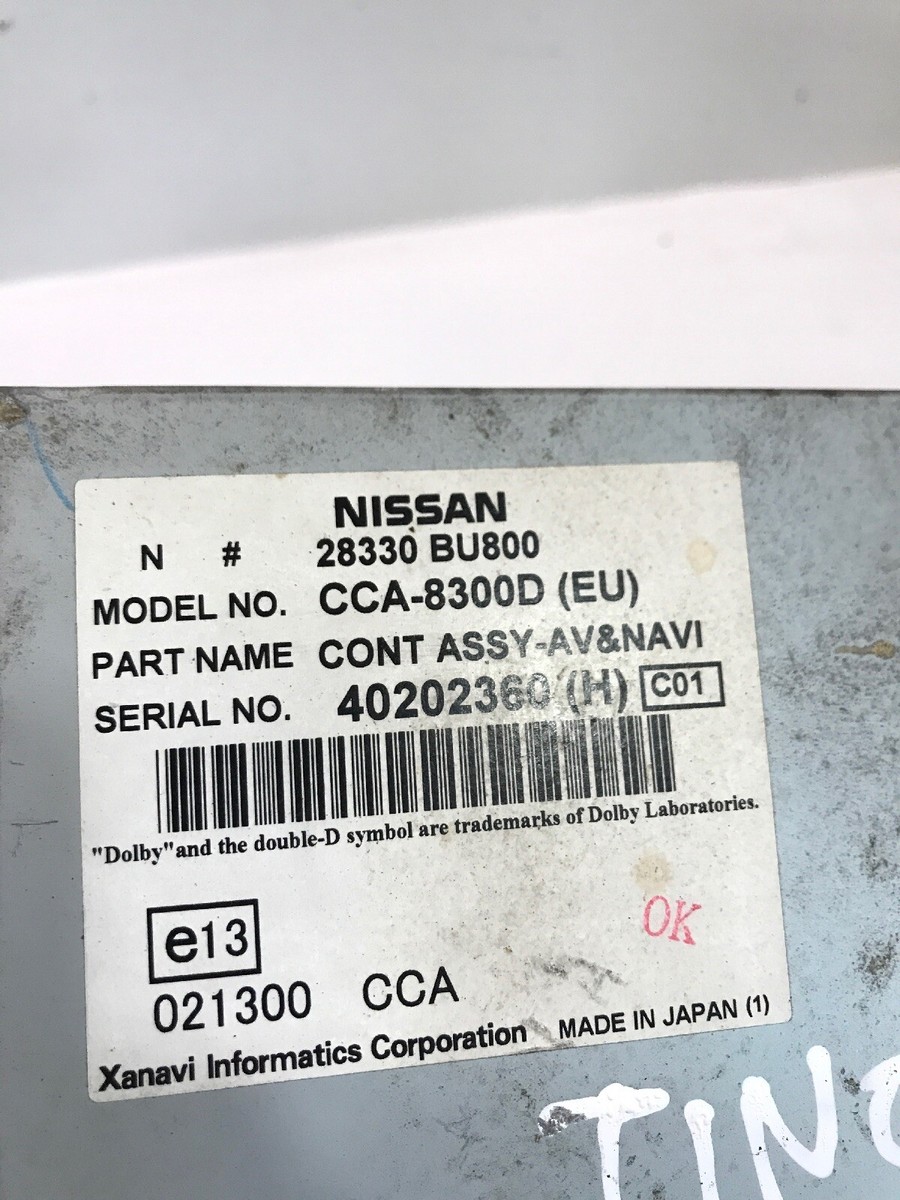 NISSAN
N # 28330 BU800
MODEL NO. CCA-8300D (EU)
PART NAME CONT ASSY-AV&NAVI
SERIAL NO. 40202360 (H) C01
"Dolby"and the double-D symbol are trademarks of Dolby Laboratories.
OK
e13
021300 CCA
Xanavi Informatics Corporation MADE IN JAPAN (1)